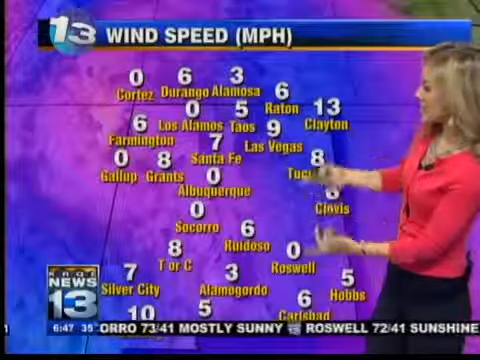 13 WIND SPEED (MPH)
0 6 3 6
Cortez Durango Alamosa Raton
6 0 5 9 13
Farmington Los Alamos Taos Las Vegas Clayton
0 8 7 8
Gallup Grants Santa Fe Tucu
0
Albuquerque Clovis
0 6
Socorro Ruidoso
8 0
T or C Roswell
7 3 5
Silver City Alamogordo Hobbs
10 5 6
Carlsbad
KRQE
NEWS
13
6:47 35 ORRO 73/41 MOSTLY SUNNY 13 ROSWELL 72/41 SUNSHINE